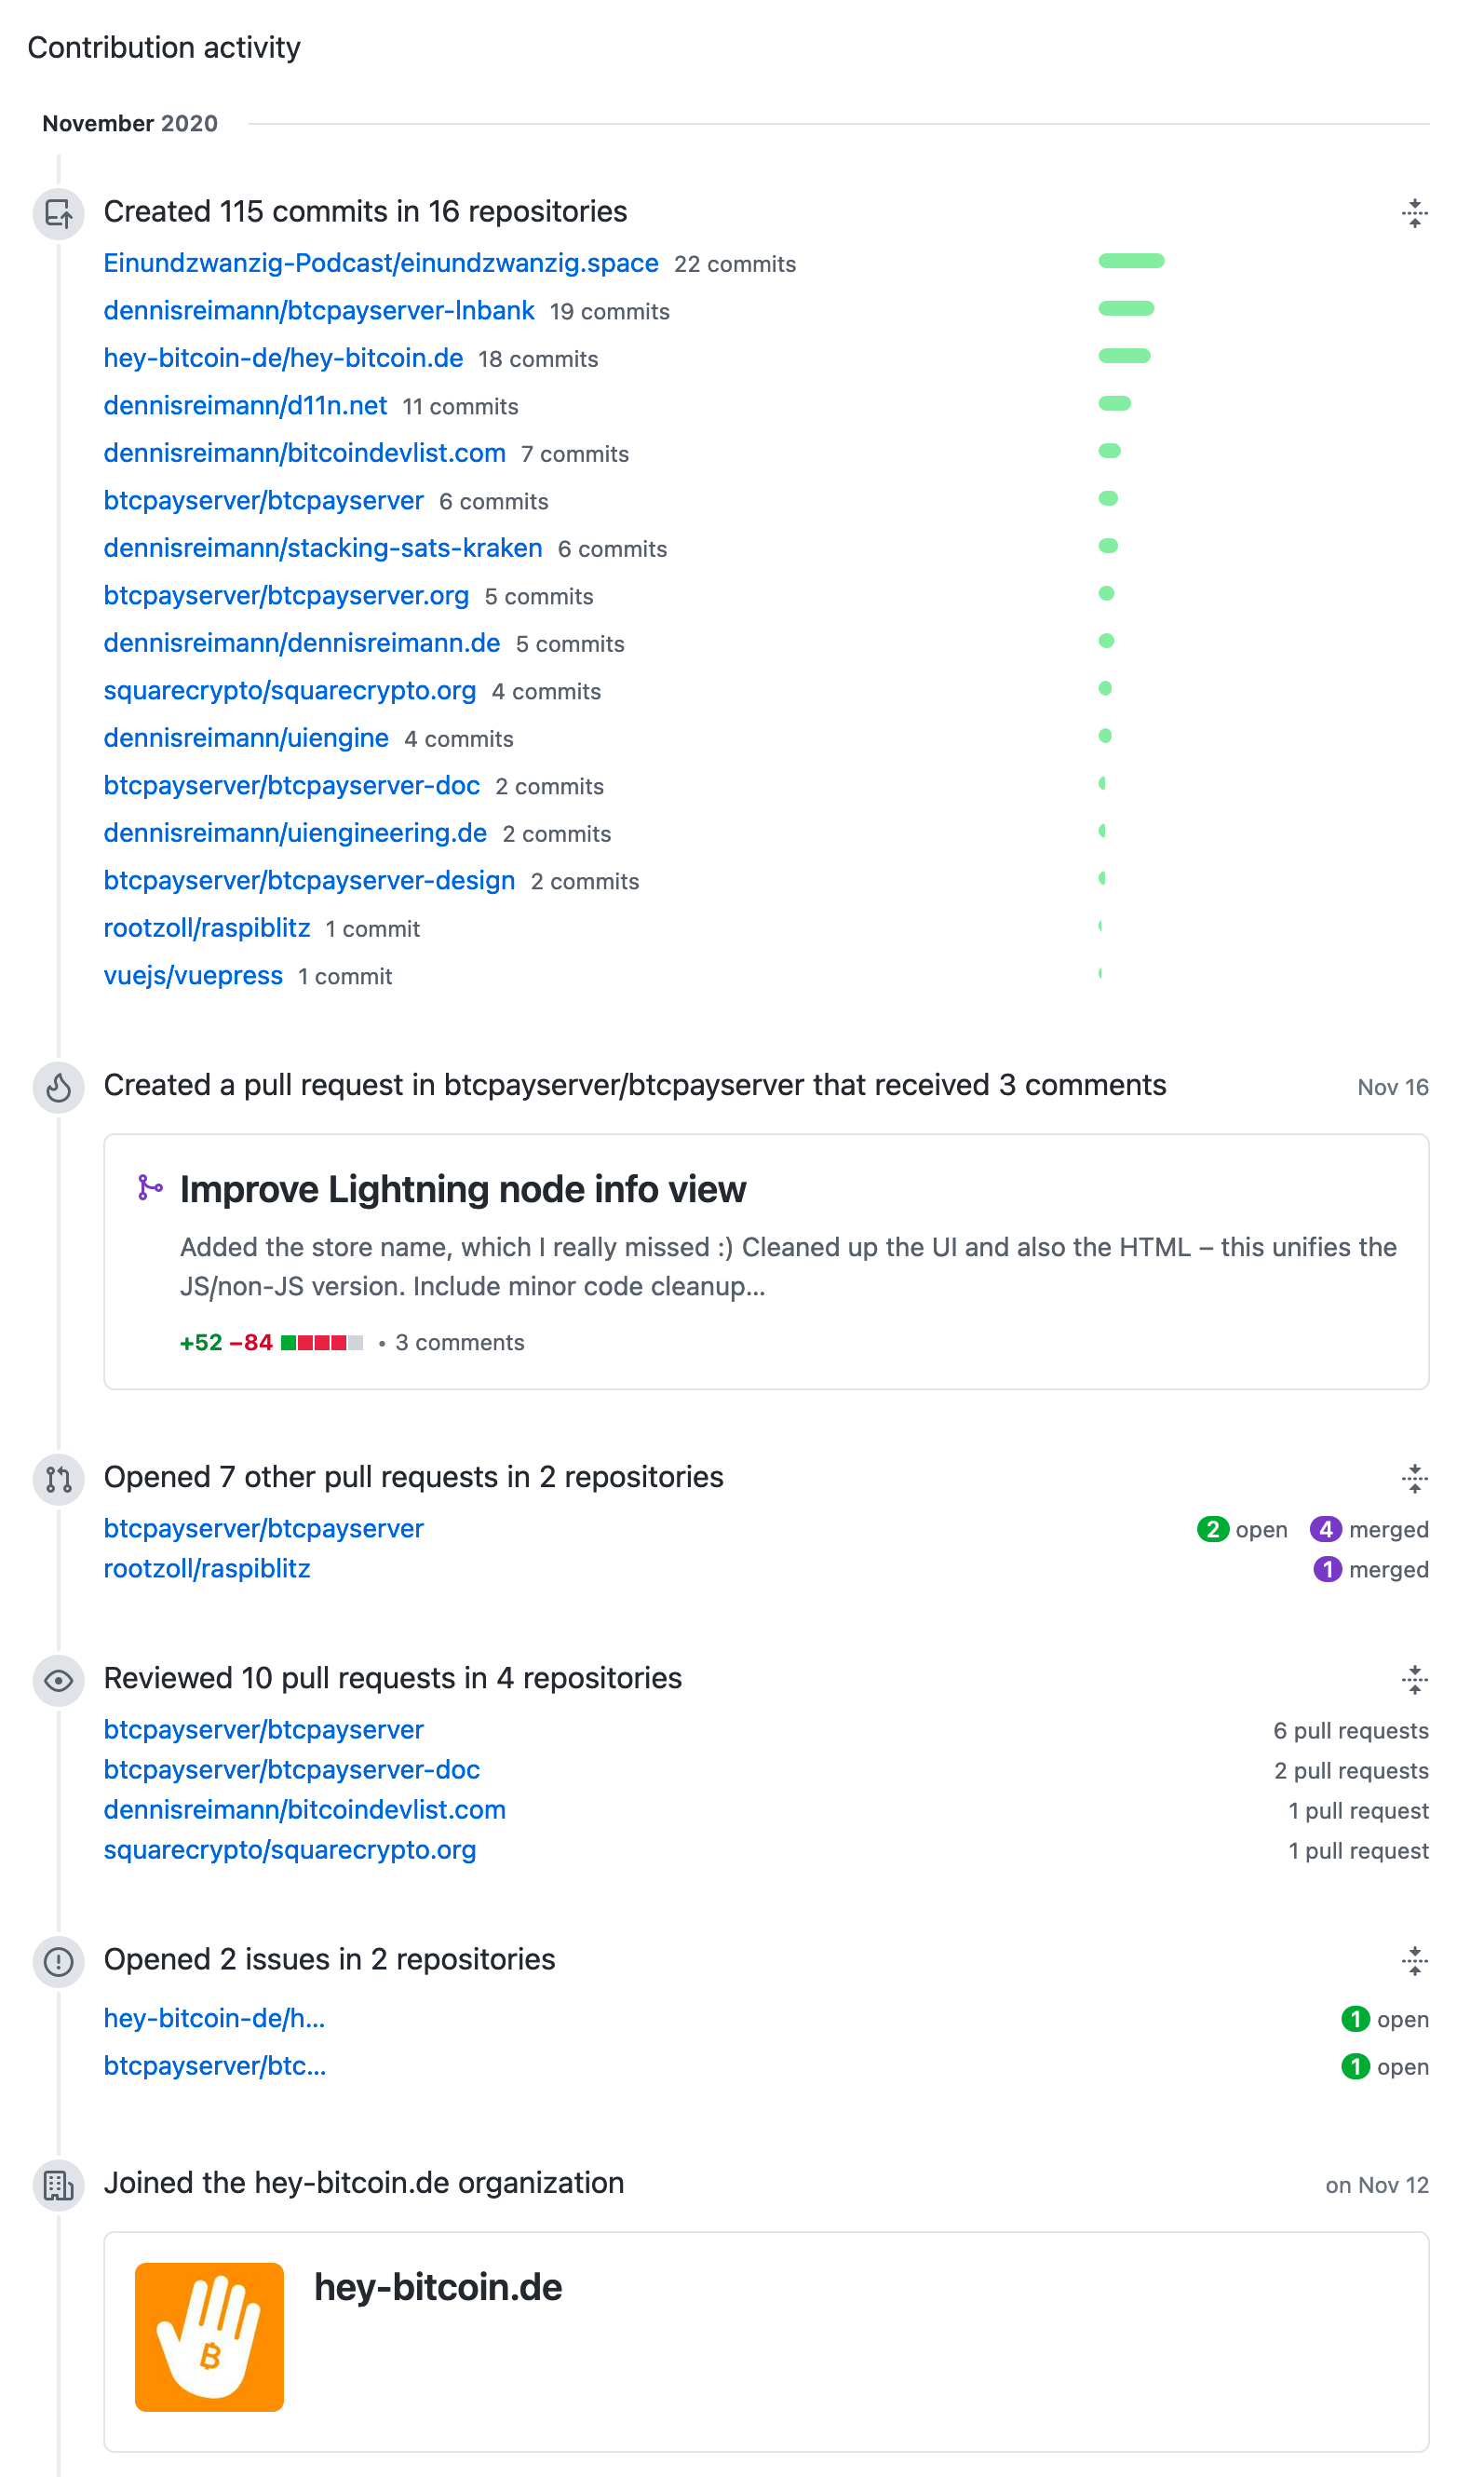 Contribution activity
November 2020
Created 115 commits in 16 repositories
Einundzwanzig-Podcast/einundzwanzig.space 22 commits
dennisreimann/btcpayserver-lnbank 19 commits
hey-bitcoin-de/hey-bitcoin.de 18 commits
dennisreimann/d11n.net 11 commits
dennisreimann/bitcoindevlist.com 7 commits
btcpayserver/btcpayserver 6 commits
dennisreimann/stacking-sats-kraken 6 commits
btcpayserver/btcpayserver.org 5 commits
dennisreimann/dennisreimann.de 5 commits
squarecrypto/squarecrypto.org 4 commits
dennisreimann/uiengine 4 commits
btcpayserver/btcpayserver-doc 2 commits
dennisreimann/uiengineering.de 2 commits
btcpayserver/btcpayserver-design 2 commits
rootzoll/raspiblitz 1 commit
vuejs/vuepress 1 commit
Created a pull request in btcpayserver/btcpayserver that received 3 comments Nov 16
Improve Lightning node info view
Added the store name, which I really missed :) Cleaned up the UI and also the HTML – this unifies the
JS/non-JS version. Include minor code cleanup…
+52 −84 • 3 comments
Opened 7 other pull requests in 2 repositories
btcpayserver/btcpayserver 2 open 4 merged
rootzoll/raspiblitz 1 merged
Reviewed 10 pull requests in 4 repositories
btcpayserver/btcpayserver 6 pull requests
btcpayserver/btcpayserver-doc 2 pull requests
dennisreimann/bitcoindevlist.com 1 pull request
squarecrypto/squarecrypto.org 1 pull request
Opened 2 issues in 2 repositories
hey-bitcoin-de/h... 1 open
btcpayserver/btc... 1 open
Joined the hey-bitcoin.de organization on Nov 12
hey-bitcoin.de